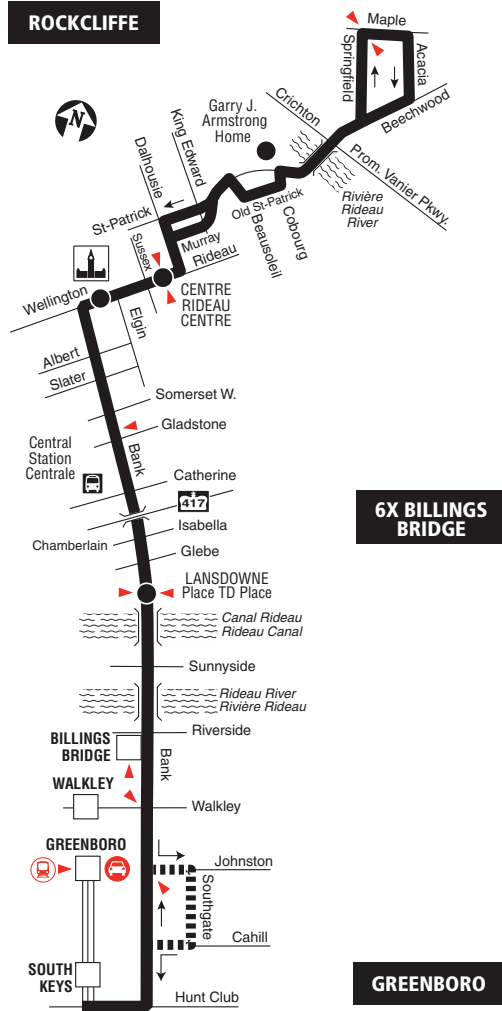 ROCKCLIFFE
Maple
Springfield
Acacia
Beechwood
Crichton
Prom. Vanier Pkwy.
Garry J.
Armstrong
Home
King Edward
Dalhousie
N
St-Patrick
Old St-Patrick
Rivière
Rideau
River
Cobourg
Beausoleil
Murray
Rideau
Sussex
CENTRE
RIDEAU
CENTRE
Wellington
Elgin
Albert
Slater
Somerset W.
Gladstone
Bank
Central
Station
Centrale
Catherine
417
6X BILLINGS
BRIDGE
Isabella
Chamberlain
Glebe
LANSDOWNE
Place TD Place
Canal Rideau
Rideau Canal
Sunnyside
Rideau River
Rivière Rideau
Riverside
BILLINGS
BRIDGE
Bank
WALKLEY
Walkley
GREENBORO
Johnston
Southgate
Cahill
SOUTH
KEYS
Hunt Club
GREENBORO